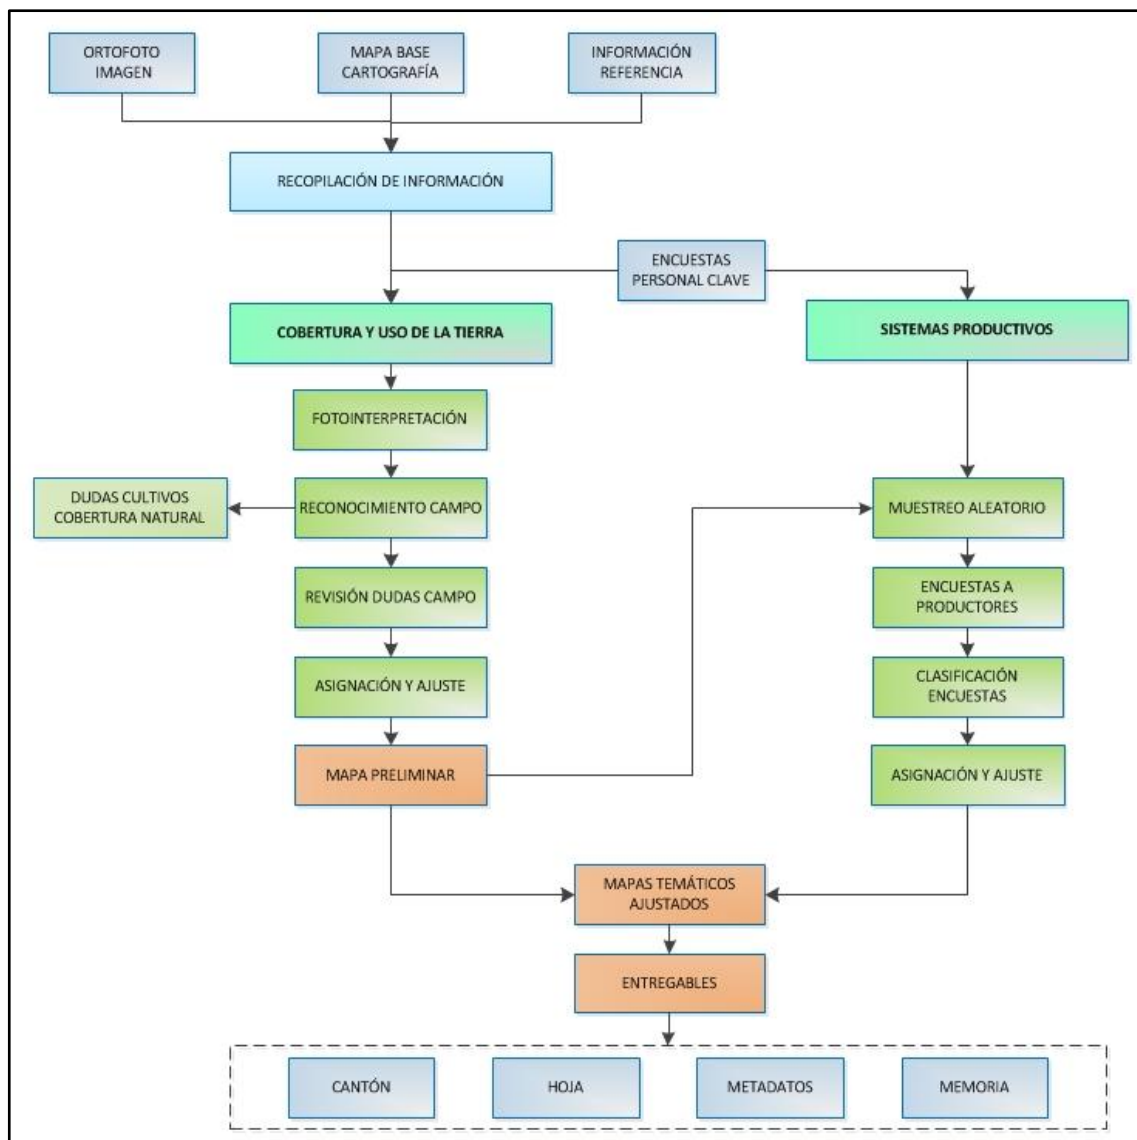 ORTOFOTO
IMAGEN
MAPA BASE
CARTOGRAFÍA
INFORMACIÓN
REFERENCIA
RECOPILACIÓN DE INFORMACIÓN
ENCUESTAS
PERSONAL CLAVE
COBERTURA Y USO DE LA TIERRA
SISTEMAS PRODUCTIVOS
FOTOINTERPRETACIÓN
DUDAS CULTIVOS
COBERTURA NATURAL
RECONOCIMIENTO CAMPO
MUESTREO ALEATORIO
REVISIÓN DUDAS CAMPO
ENCUESTAS A
PRODUCTORES
ASIGNACIÓN Y AJUSTE
CLASIFICACIÓN
ENCUESTAS
MAPA PRELIMINAR
ASIGNACIÓN Y AJUSTE
MAPAS TEMÁTICOS
AJUSTADOS
ENTREGABLES
CANTÓN
HOJA
METADATOS
MEMORIA